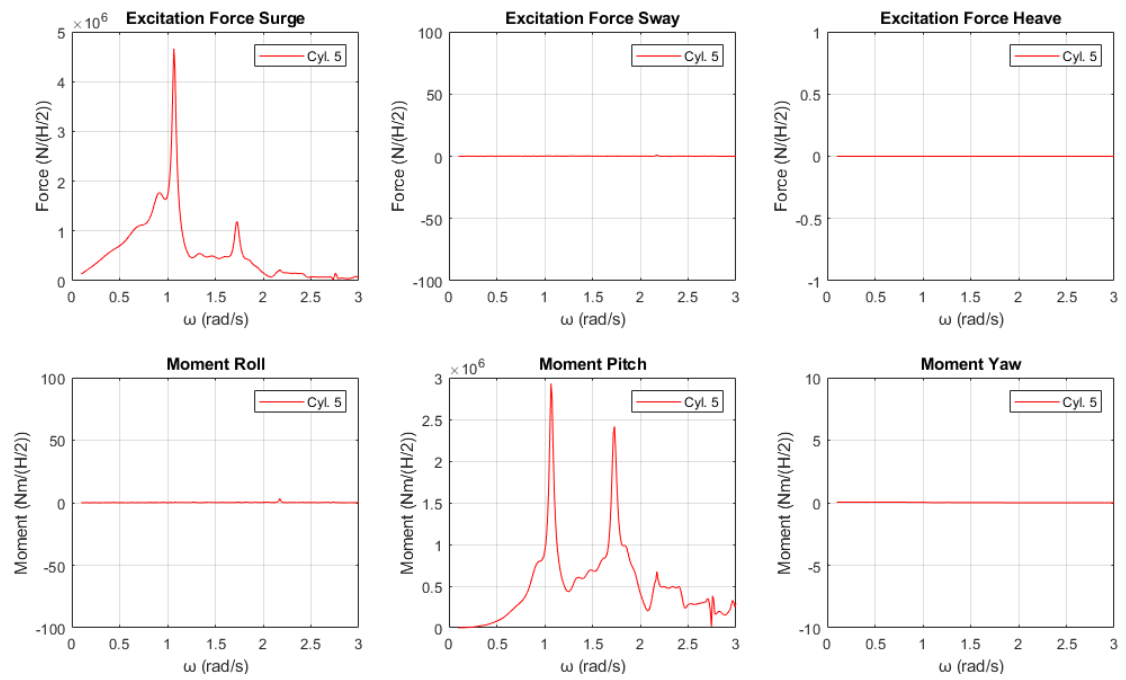 Excitation Force Surge
×10⁶
5
4
3
2
1
0
Force (N/(H/2))
0 0.5 1 1.5 2 2.5 3
ω (rad/s)
Cyl. 5
Excitation Force Sway
100
50
0
-50
-100
Force (N/(H/2))
0 0.5 1 1.5 2 2.5 3
ω (rad/s)
Cyl. 5
Excitation Force Heave
1
0.5
0
-0.5
-1
Force (N/(H/2))
0 0.5 1 1.5 2 2.5 3
ω (rad/s)
Cyl. 5
Moment Roll
100
50
0
-50
-100
Moment (Nm/(H/2))
0 0.5 1 1.5 2 2.5 3
ω (rad/s)
Cyl. 5
Moment Pitch
×10⁶
3
2.5
2
1.5
1
0.5
0
Moment (Nm/(H/2))
0 0.5 1 1.5 2 2.5 3
ω (rad/s)
Cyl. 5
Moment Yaw
10
5
0
-5
-10
Moment (Nm/(H/2))
0 0.5 1 1.5 2 2.5 3
ω (rad/s)
Cyl. 5